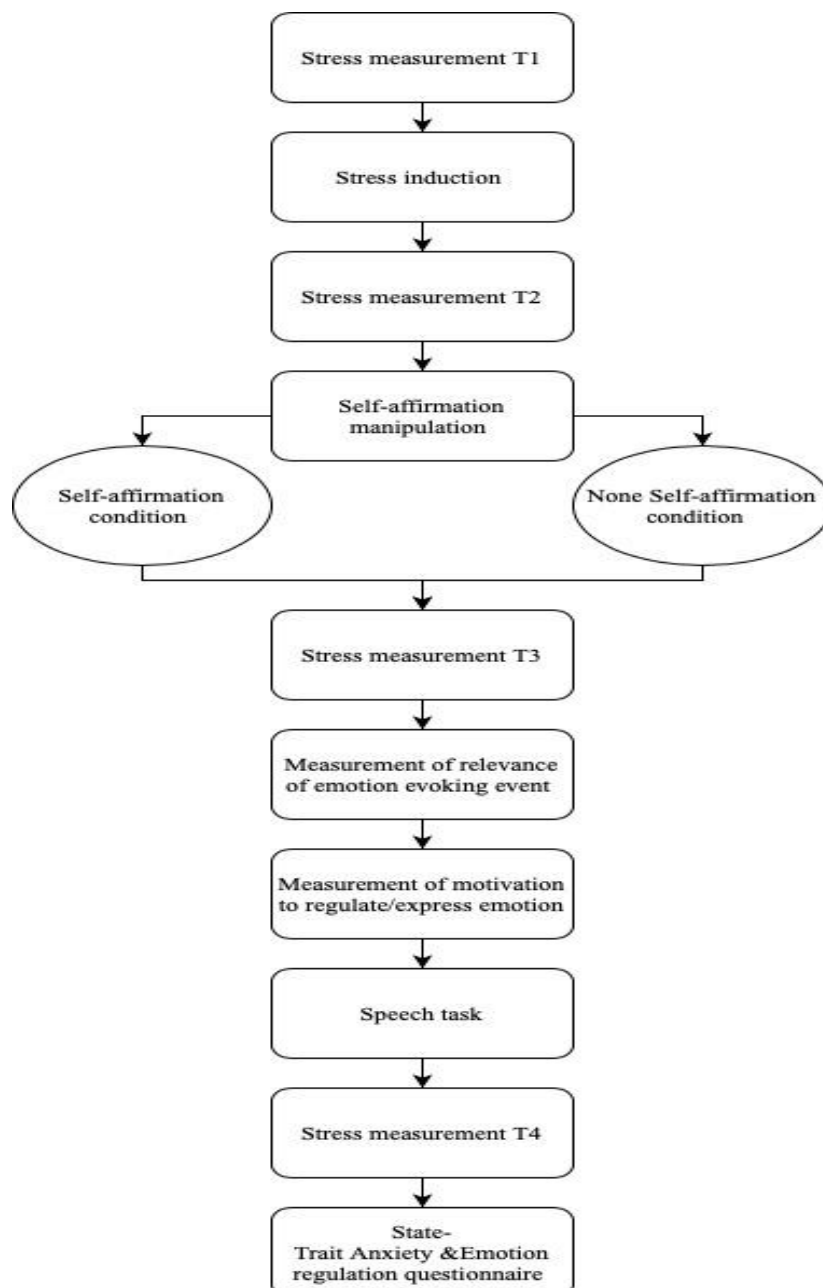 Stress measurement T1
Stress induction
Stress measurement T2
Self-affirmation
manipulation
Self-affirmation
condition
None Self-affirmation
condition
Stress measurement T3
Measurement of relevance
of emotion evoking event
Measurement of motivation
to regulate/express emotion
Speech task
Stress measurement T4
State-
Trait Anxiety &Emotion
regulation questionnaire